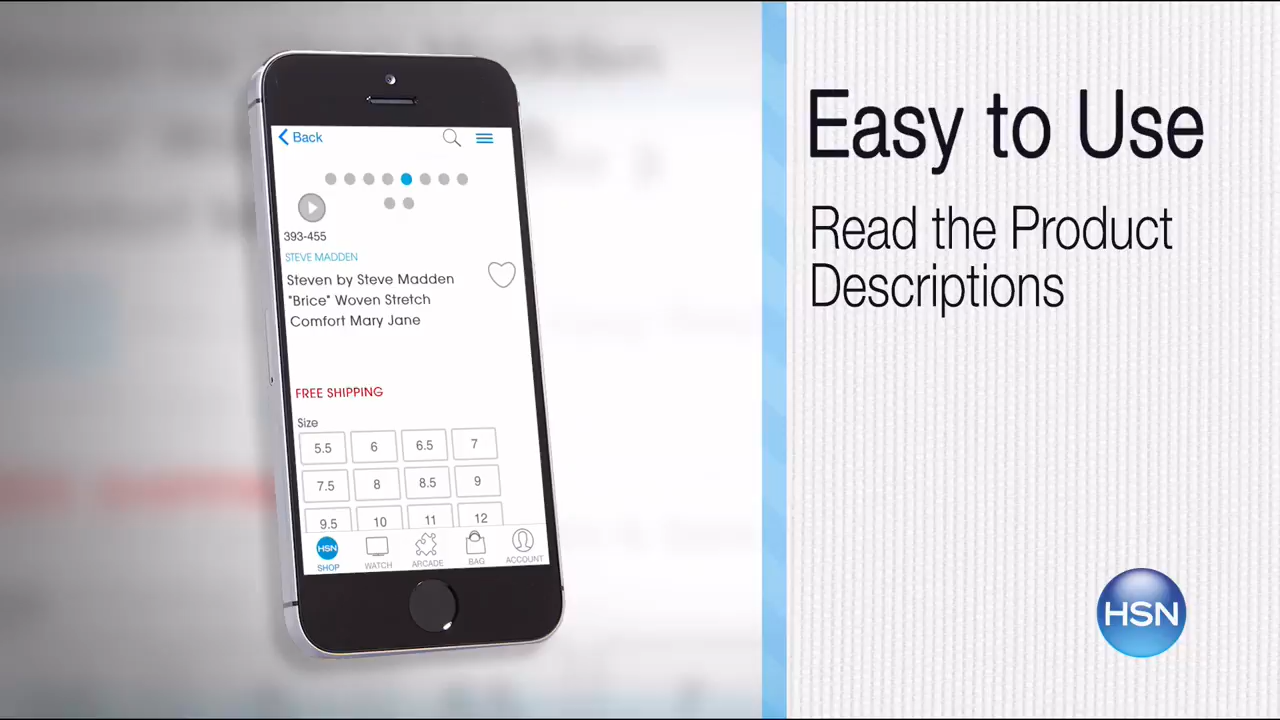 Back
393-455
STEVE MADDEN
Steven by Steve Madden
"Brice" Woven Stretch
Comfort Mary Jane
FREE SHIPPING
Size
5.5 6 6.5 7
7.5 8 8.5 9
9.5 10 11 12
HSN
SHOP WATCH ARCADE BAG ACCOUNT
Easy to Use
Read the Product
Descriptions
HSN